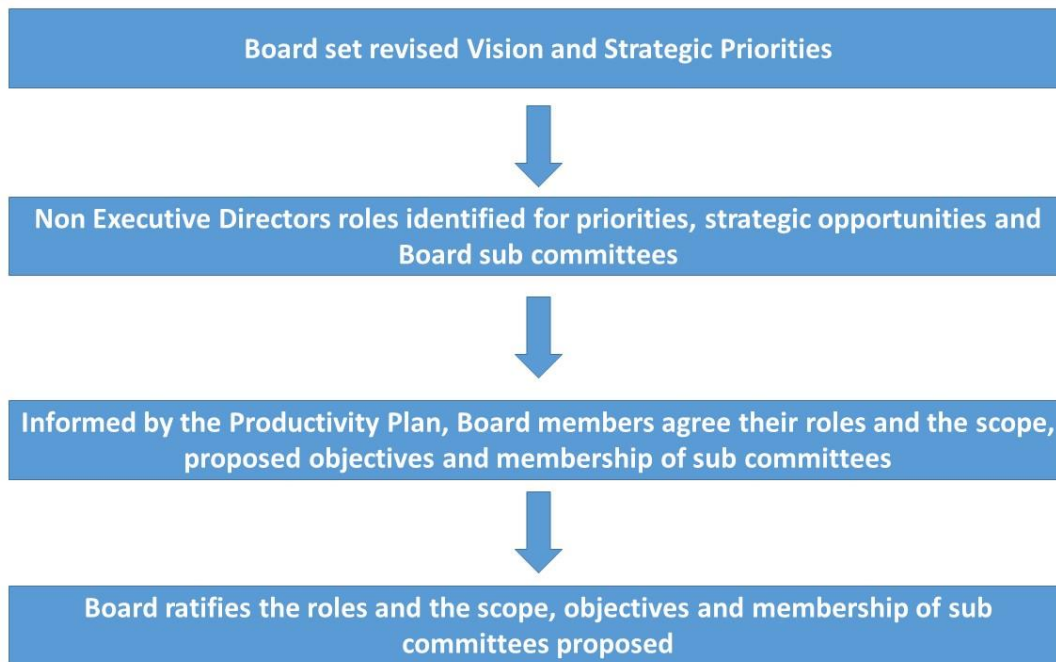 Board set revised Vision and Strategic Priorities
Non Executive Directors roles identified for priorities, strategic opportunities and
Board sub committees
Informed by the Productivity Plan, Board members agree their roles and the scope,
proposed objectives and membership of sub committees
Board ratifies the roles and the scope, objectives and membership of sub
committees proposed